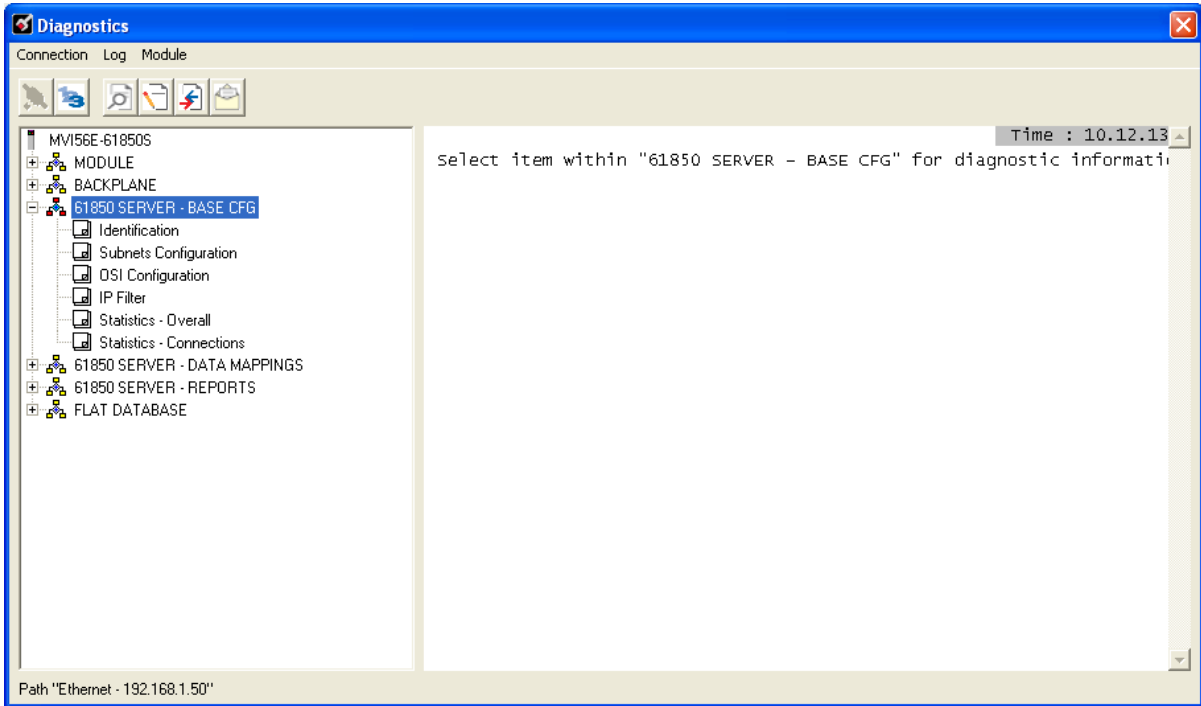 Diagnostics
Connection Log Module
MVI56E-61850S
MODULE
BACKPLANE
61850 SERVER - BASE CFG
Identification
Subnets Configuration
OSI Configuration
IP Filter
Statistics - Overall
Statistics - Connections
61850 SERVER - DATA MAPPINGS
61850 SERVER - REPORTS
FLAT DATABASE
Time : 10.12.13
Select item within "61850 SERVER - BASE CFG" for diagnostic informati
Path "Ethernet - 192.168.1.50"